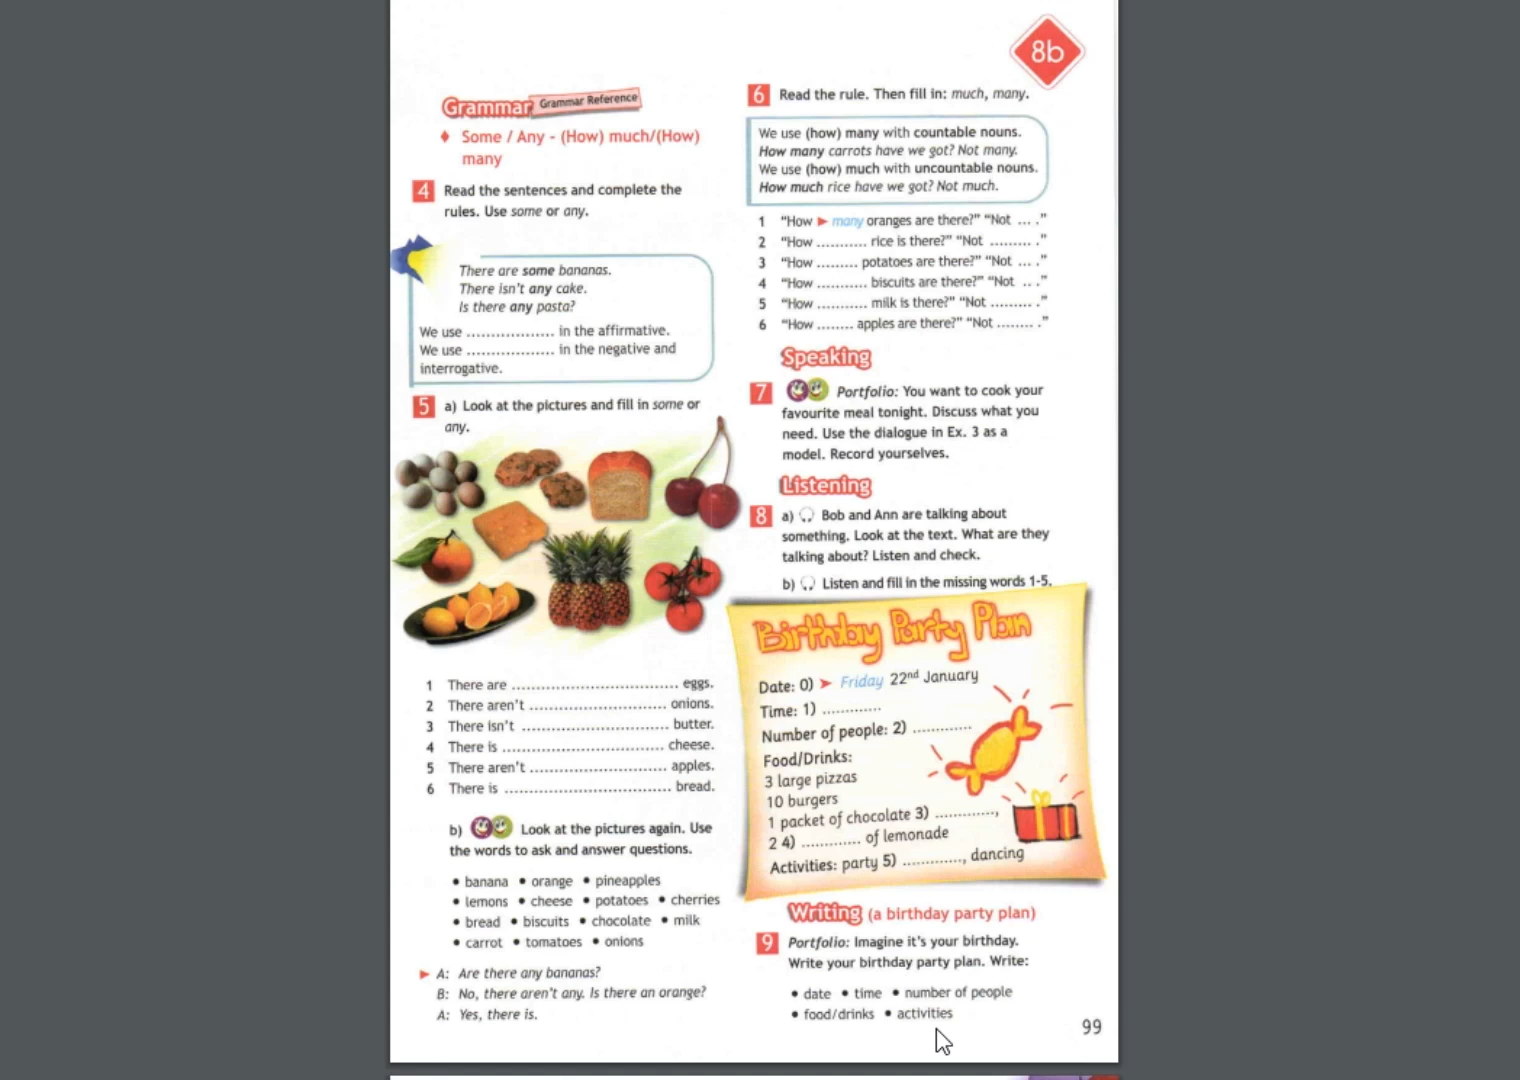 8b
Grammar Grammar Reference
♦ Some / Any - (How) much/(How)
many
4 Read the sentences and complete the
rules. Use some or any.
There are some bananas.
There isn't any cake.
Is there any pasta?
We use .................. in the affirmative.
We use .................. in the negative and
interrogative.
5 a) Look at the pictures and fill in some or
any.
1 There are .................................. eggs.
2 There aren't ............................ onions.
3 There isn't .............................. butter.
4 There is ................................. cheese.
5 There aren't ............................ apples.
6 There is .................................. bread.
b) Look at the pictures again. Use
the words to ask and answer questions.
• banana • orange • pineapples
• lemons • cheese • potatoes • cherries
• bread • biscuits • chocolate • milk
• carrot • tomatoes • onions
► A: Are there any bananas?
B: No, there aren't any. Is there an orange?
A: Yes, there is.
6 Read the rule. Then fill in: much, many.
We use (how) many with countable nouns.
How many carrots have we got? Not many.
We use (how) much with uncountable nouns.
How much rice have we got? Not much.
1 "How ► many oranges are there?" "Not ... ."
2 "How ........... rice is there?" "Not ......... ."
3 "How ......... potatoes are there?" "Not ... ."
4 "How ........... biscuits are there?" "Not .. ."
5 "How ........... milk is there?" "Not ......... ."
6 "How ........ apples are there?" "Not ........ ."
Speaking
7 Portfolio: You want to cook your
favourite meal tonight. Discuss what you
need. Use the dialogue in Ex. 3 as a
model. Record yourselves.
Listening
8 a) Bob and Ann are talking about
something. Look at the text. What are they
talking about? Listen and check.
b) Listen and fill in the missing words 1-5.
Birthday Party Plan
Date: 0) ► Friday 22nd January
Time: 1) .............
Number of people: 2) .............
Food/Drinks:
3 large pizzas
10 burgers
1 packet of chocolate 3) .............,
2 4) ............. of lemonade
Activities: party 5) ............., dancing
Writing (a birthday party plan)
9 Portfolio: Imagine it's your birthday.
Write your birthday party plan. Write:
• date • time • number of people
• food/drinks • activities
99